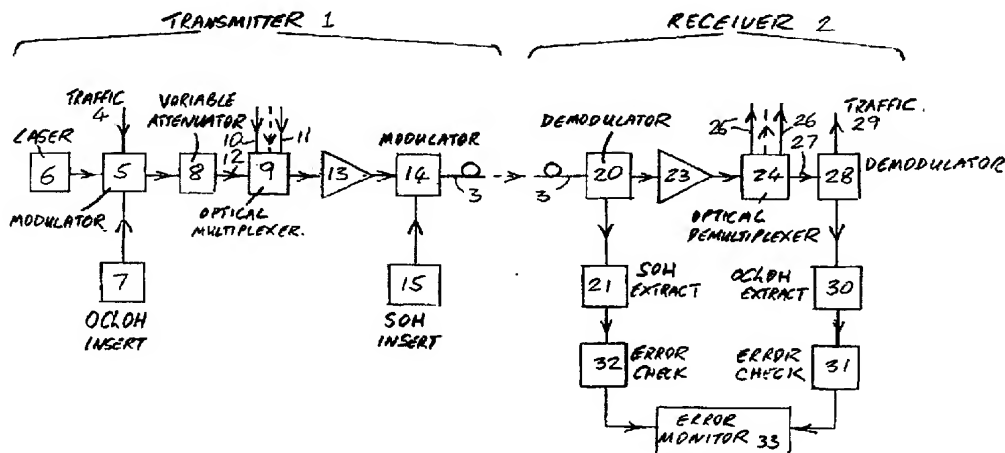 TRANSMITTER 1
RECEIVER 2
TRAFFIC
4
VARIABLE
ATTENUATOR
LASER
6
5
8
12
10
11
9
13
MODULATOR
14
3
MODULATOR
OPTICAL
MULTIPLEXER.
7
OCLOH
INSERT
15
SOH
INSERT
DEMODULATOR
3
20
23
25
26
27
24
TRAFFIC.
29
28
DEMODULATOR
OPTICAL
DEMULTIPLEXER
21
SOH
EXTRACT
OCLOH
EXTRACT
30
32
ERROR
CHECK
ERROR
CHECK
31
ERROR
MONITOR 33